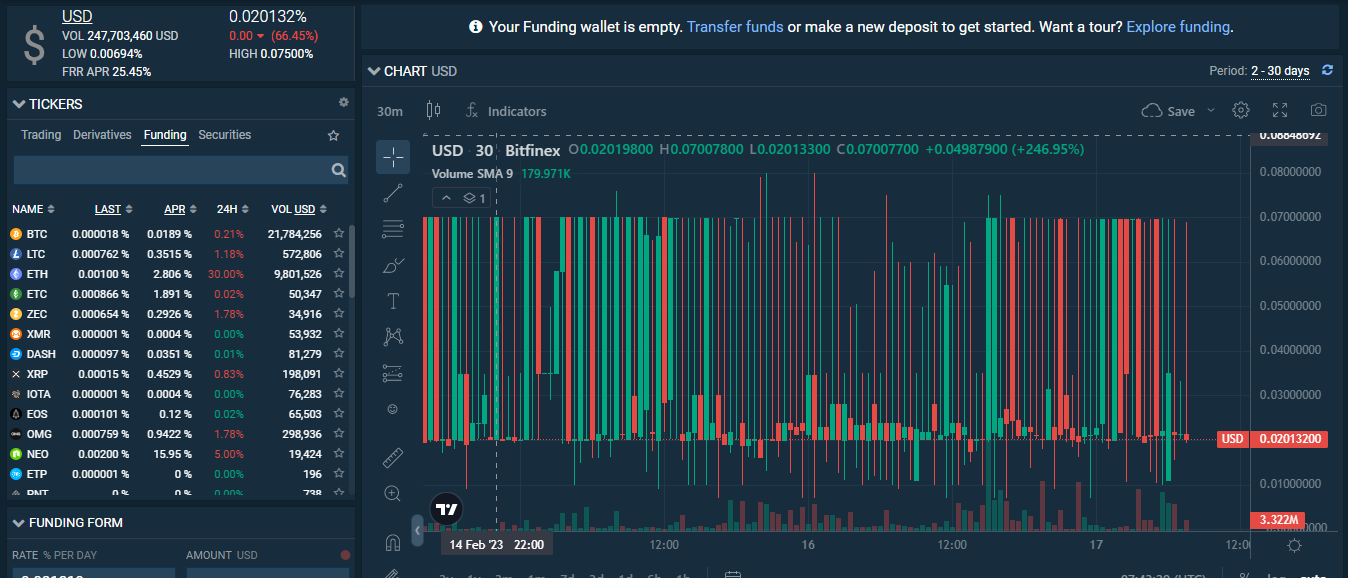 USD
0.020132%
VOL 247,703,460 USD
0.00 (66.45%)
LOW 0.00694%
HIGH 0.07500%
FRR APR 25.45%
Your Funding wallet is empty. Transfer funds or make a new deposit to get started. Want a tour? Explore funding.
TICKERS
Trading Derivatives Funding Securities
NAME LAST APR 24H VOL USD
BTC 0.000018 % 0.0189 % 0.21% 21,784,256
LTC 0.000762 % 0.3515 % 1.18% 572,806
ETH 0.00100 % 2.806 % 30.00% 9,801,526
ETC 0.000866 % 1.891 % 0.02% 50,347
ZEC 0.000654 % 0.2926 % 1.78% 34,916
XMR 0.000001 % 0.0004 % 0.00% 53,932
DASH 0.000097 % 0.0351 % 0.01% 81,279
XRP 0.00015 % 0.4529 % 0.83% 198,091
IOTA 0.000001 % 0.0004 % 0.00% 76,283
EOS 0.000101 % 0.12 % 0.02% 65,503
OMG 0.000759 % 0.9422 % 1.78% 298,936
NEO 0.00200 % 15.95 % 5.00% 19,424
ETP 0.000001 % 0 % 0.00% 196
0 % 0 % 0.00% 738
FUNDING FORM
RATE % PER DAY
AMOUNT USD
CHART USD
Period: 2 - 30 days
30m
Indicators
Save
USD · 30 · Bitfinex O0.02019800 H0.07007800 L0.02013300 C0.07007700 +0.04987900 (+246.95%)
Volume SMA 9 179.971K
1
0.08848692
0.08000000
0.07000000
0.06000000
0.05000000
0.04000000
0.03000000
USD 0.02013200
0.01000000
3.322M
14 Feb '23 22:00
12:00
16
12:00
17
12:0